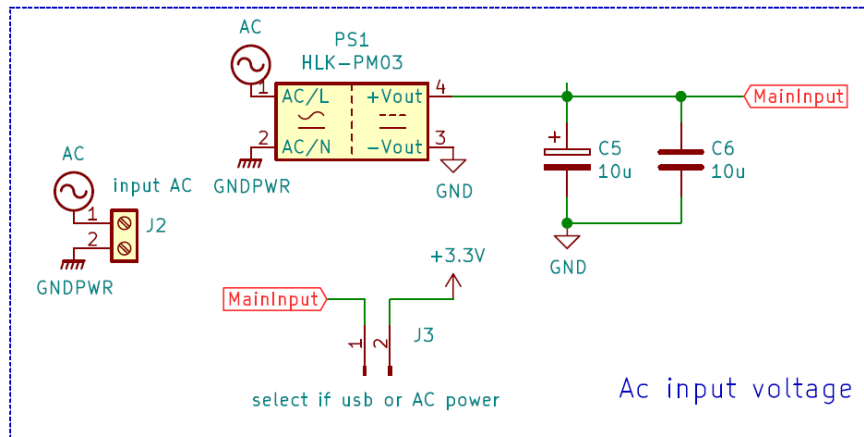 AC
PS1
HLK-PM03
1
AC/L
+Vout
4
MainInput
2
AC/N
-Vout
3
GNDPWR
GND
C5
10u
C6
10u
AC
input AC
1
J2
2
GNDPWR
GND
+3.3V
MainInput
1
2
J3
select if usb or AC power
Ac input voltage